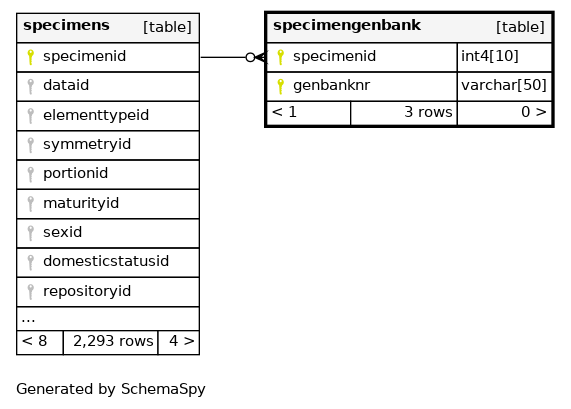 specimens [table]
specimenid
dataid
elementtypeid
symmetryid
portionid
maturityid
sexid
domesticstatusid
repositoryid
...
< 8 2,293 rows 4 >
specimengenbank [table]
specimenid int4[10]
genbanknr varchar[50]
< 1 3 rows 0 >
Generated by SchemaSpy